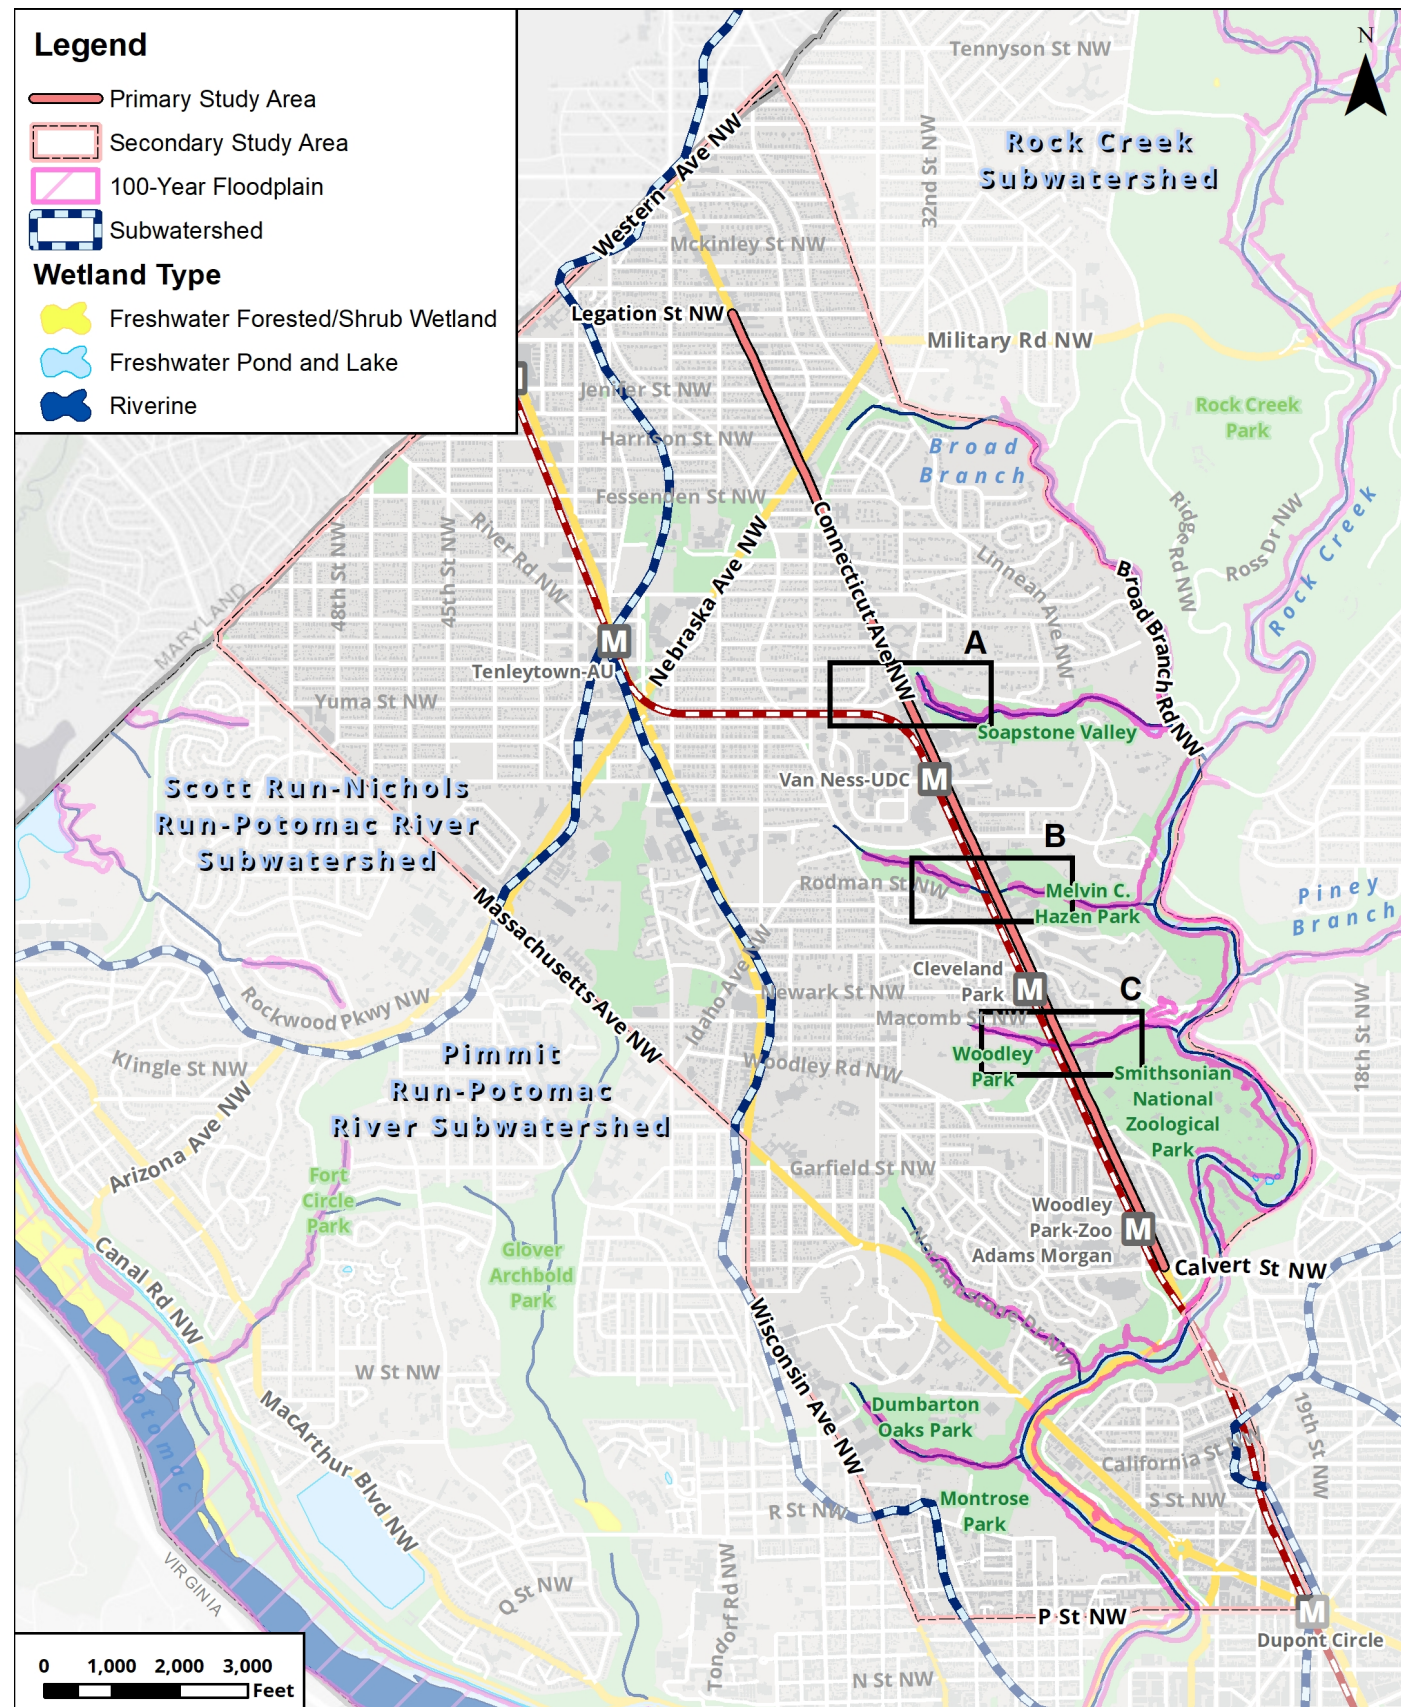 Legend
Primary Study Area
Secondary Study Area
100-Year Floodplain
Subwatershed
Wetland Type
Freshwater Forested/Shrub Wetland
Freshwater Pond and Lake
Riverine
N
Tennyson St NW
Rock Creek
Subwatershed
32nd St NW
Western Ave NW
Mckinley St NW
Legation St NW
Military Rd NW
Jenifer St NW
Harrison St NW
Fessenden St NW
Rock Creek
Park
Broad
Branch
Connecticut Ave NW
Nebraska Ave NW
River Rd NW
48th St NW
45th St NW
Linnean Ave NW
Ridge Rd NW
Ross Dr NW
Rock Creek
Broad Branch Rd NW
MARYLAND
M
Tenleytown-AU
A
Yuma St NW
Soapstone Valley
Van Ness-UDC
M
Scott Run-Nichols
Run-Potomac River
Subwatershed
B
Rodman St NW
Melvin C.
Hazen Park
Piney
Branch
Massachusetts Ave NW
Idaho Ave NW
Cleveland
Park
M
C
Newark St NW
Macomb St NW
Rockwood Pkwy NW
Klingle St NW
Pimmit
Run-Potomac
River Subwatershed
Woodley Rd NW
Woodley
Park
Smithsonian
National
Zoological
Park
18th St NW
Arizona Ave NW
Fort
Circle
Park
Garfield St NW
Woodley
Park-Zoo
Adams Morgan
M
Calvert St NW
Canal Rd NW
Glover
Archbold
Park
Normanstone Dr NW
Wisconsin Ave NW
W St NW
Potomac
MacArthur Blvd NW
Dumbarton
Oaks Park
California St NW
19th St NW
S St NW
R St NW
Montrose
Park
VIRGINIA
Q St NW
Tondorf Rd NW
P St NW
M
Dupont Circle
N St NW
0 1,000 2,000 3,000
Feet